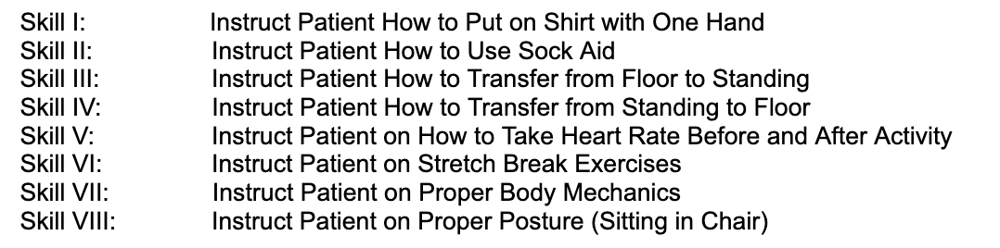 Skill I: Instruct Patient How to Put on Shirt with One Hand
Skill II: Instruct Patient How to Use Sock Aid
Skill III: Instruct Patient How to Transfer from Floor to Standing
Skill IV: Instruct Patient How to Transfer from Standing to Floor
Skill V: Instruct Patient on How to Take Heart Rate Before and After Activity
Skill VI: Instruct Patient on Stretch Break Exercises
Skill VII: Instruct Patient on Proper Body Mechanics
Skill VIII: Instruct Patient on Proper Posture (Sitting in Chair)